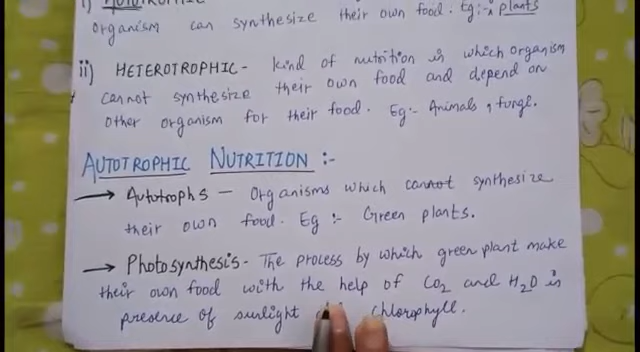 i) AUTOTROPHIC
organism can synthesize their own food. Eg:- plants
ii) HETEROTROPHIC - kind of nutrition in which organism
cannot synthesize their own food and depend on
other organism for their food. Eg:- Animals, fungi.
AUTOTROPHIC NUTRITION :-
→ Autotrophs - Organisms which cannot synthesize
their own food. Eg :- Green plants.
→ Photosynthesis - The process by which green plant make
their own food with the help of CO2 and H2O in
presence of sunlight chlorophyll.